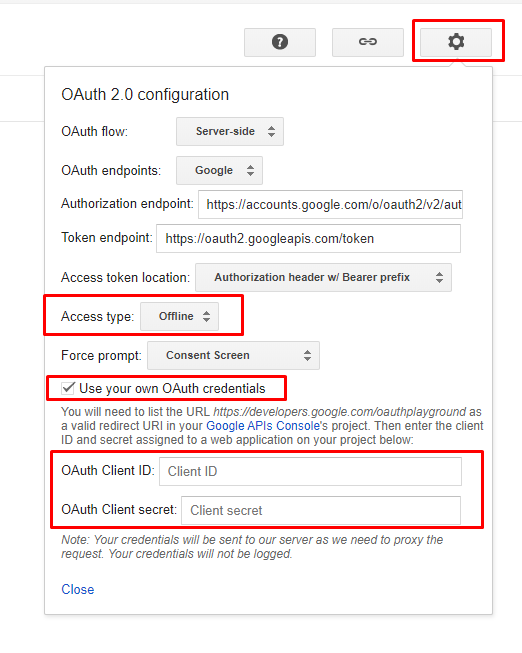 ?
OAuth 2.0 configuration
OAuth flow: Server-side
OAuth endpoints: Google
Authorization endpoint: https://accounts.google.com/o/oauth2/v2/aut
Token endpoint: https://oauth2.googleapis.com/token
Access token location: Authorization header w/ Bearer prefix
Access type: Offline
Force prompt: Consent Screen
Use your own OAuth credentials
You will need to list the URL https://developers.google.com/oauthplayground as
a valid redirect URI in your Google APIs Console's project. Then enter the client
ID and secret assigned to a web application on your project below:
OAuth Client ID: Client ID
OAuth Client secret: Client secret
Note: Your credentials will be sent to our server as we need to proxy the
request. Your credentials will not be logged.
Close